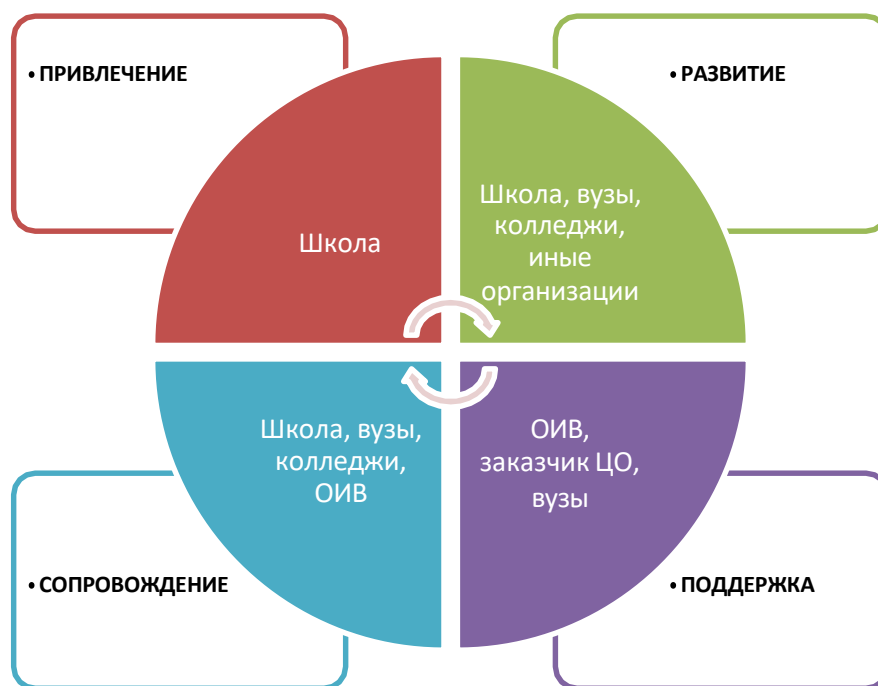 • ПРИВЛЕЧЕНИЕ
• РАЗВИТИЕ
Школа
Школа, вузы,
колледжи,
иные
организации
Школа, вузы,
колледжи,
ОИВ
ОИВ,
заказчик ЦО,
вузы
• СОПРОВОЖДЕНИЕ
• ПОДДЕРЖКА